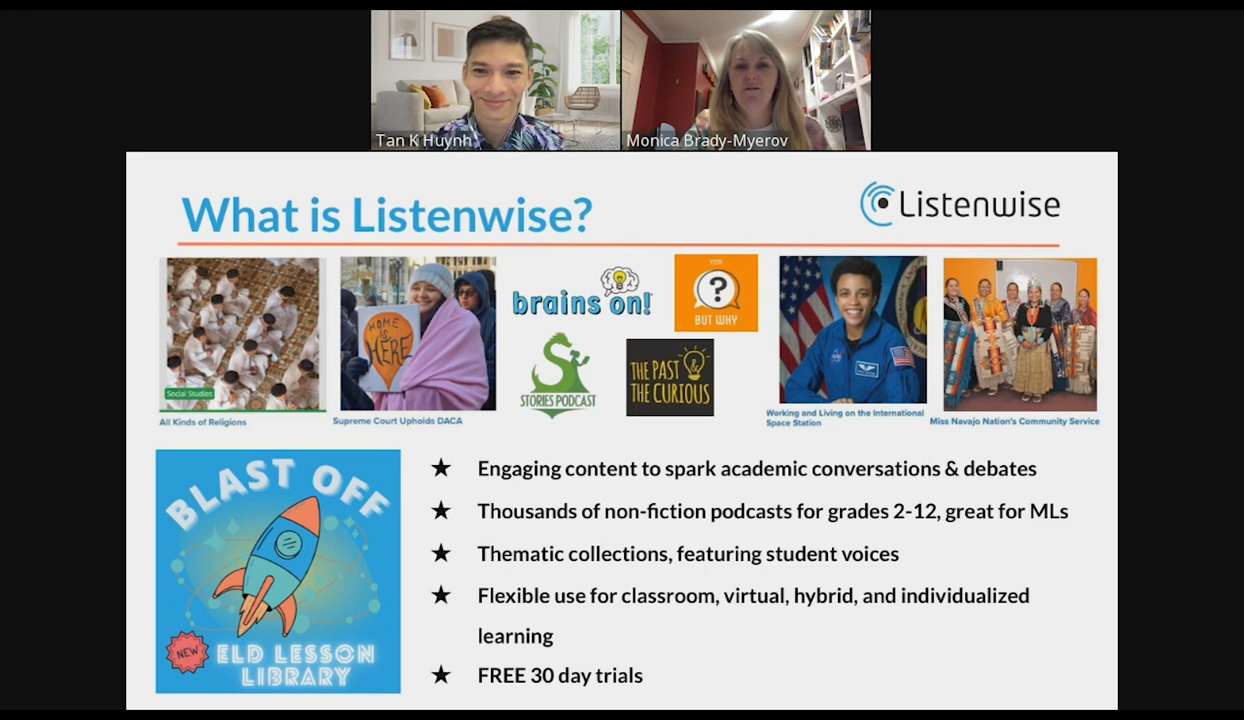 Tan K Huynh
Monica Brady-Myerov
What is Listenwise?
Listenwise
brains on!
BUT WHY
HOME
IS
HERE
Social Studies
STORIES PODCAST
THE PAST &
THE CURIOUS
All Kinds of Religions
Supreme Court Upholds DACA
Working and Living on the International
Space Station
Miss Navajo Nation's Community Service
BLAST OFF
NEW
ELD LESSON
LIBRARY
★ Engaging content to spark academic conversations & debates
★ Thousands of non-fiction podcasts for grades 2-12, great for MLs
★ Thematic collections, featuring student voices
★ Flexible use for classroom, virtual, hybrid, and individualized
learning
★ FREE 30 day trials